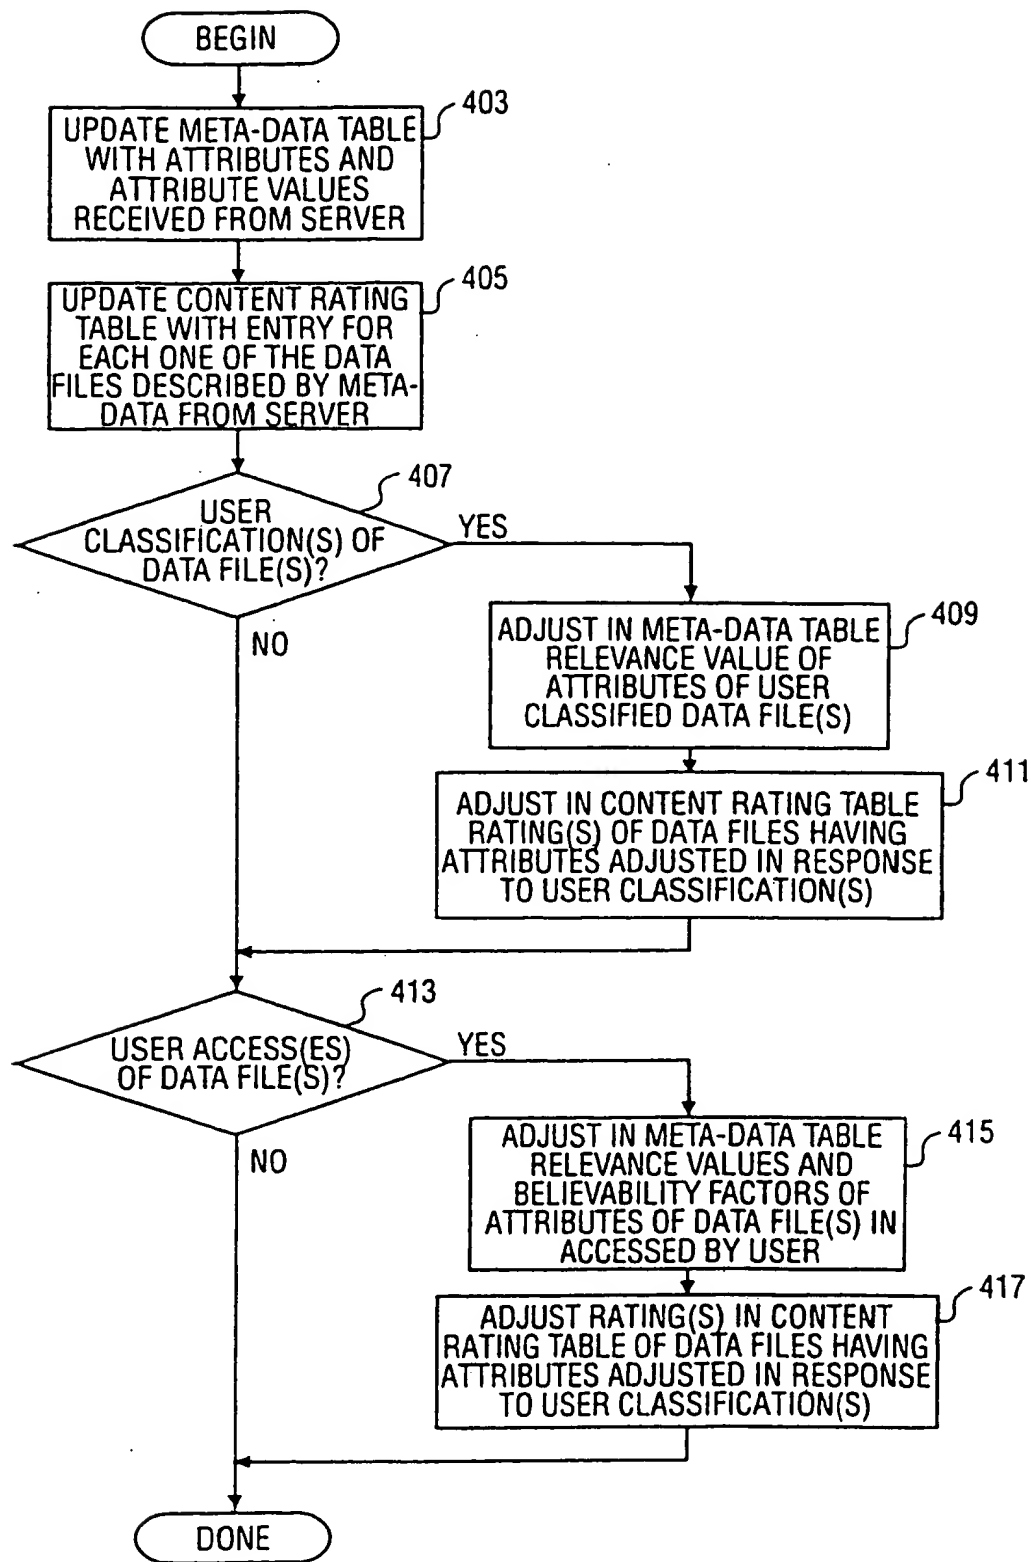 BEGIN
403
UPDATE META-DATA TABLE
WITH ATTRIBUTES AND
ATTRIBUTE VALUES
RECEIVED FROM SERVER
405
UPDATE CONTENT RATING
TABLE WITH ENTRY FOR
EACH ONE OF THE DATA
FILES DESCRIBED BY META-
DATA FROM SERVER
407
USER
CLASSIFICATION(S) OF
DATA FILE(S)?
YES
NO
409
ADJUST IN META-DATA TABLE
RELEVANCE VALUE OF
ATTRIBUTES OF USER
CLASSIFIED DATA FILE(S)
411
ADJUST IN CONTENT RATING TABLE
RATING(S) OF DATA FILES HAVING
ATTRIBUTES ADJUSTED IN RESPONSE
TO USER CLASSIFICATION(S)
413
USER ACCESS(ES)
OF DATA FILE(S)?
YES
NO
415
ADJUST IN META-DATA TABLE
RELEVANCE VALUES AND
BELIEVABILITY FACTORS OF
ATTRIBUTES OF DATA FILE(S) IN
ACCESSED BY USER
417
ADJUST RATING(S) IN CONTENT
RATING TABLE OF DATA FILES HAVING
ATTRIBUTES ADJUSTED IN RESPONSE
TO USER CLASSIFICATION(S)
DONE